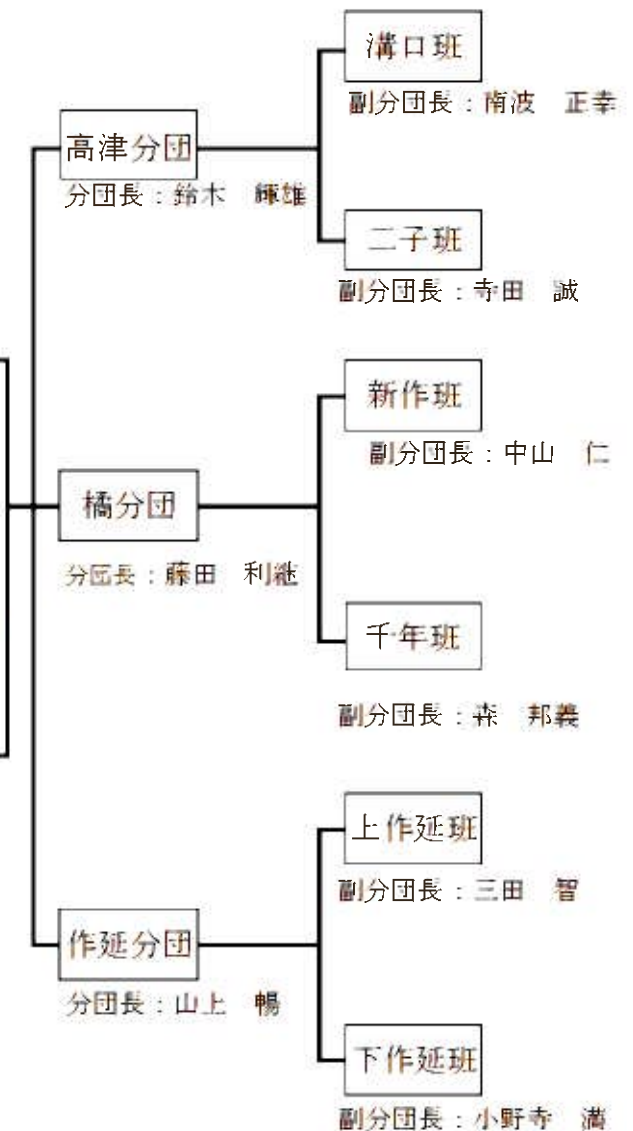 溝口班
副分団長：南波　正幸
高津分団
分団長：鈴木　輝雄
二子班
副分団長：寺田　誠
新作班
副分団長：中山　仁
橘分団
分団長：藤田　利継
千年班
副分団長：森　邦義
上作延班
副分団長：三田　智
作延分団
分団長：山上　暢
下作延班
副分団長：小野寺　満